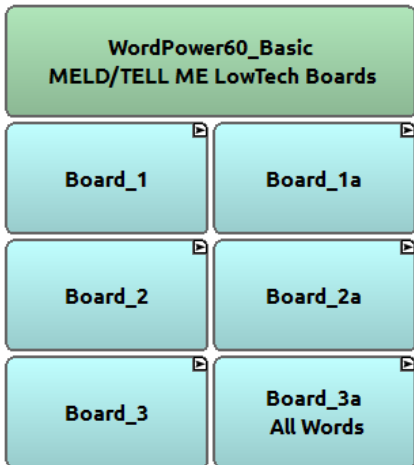 WordPower60_Basic
MELD/TELL ME LowTech Boards
Board_1
Board_1a
Board_2
Board_2a
Board_3
Board_3a
All Words